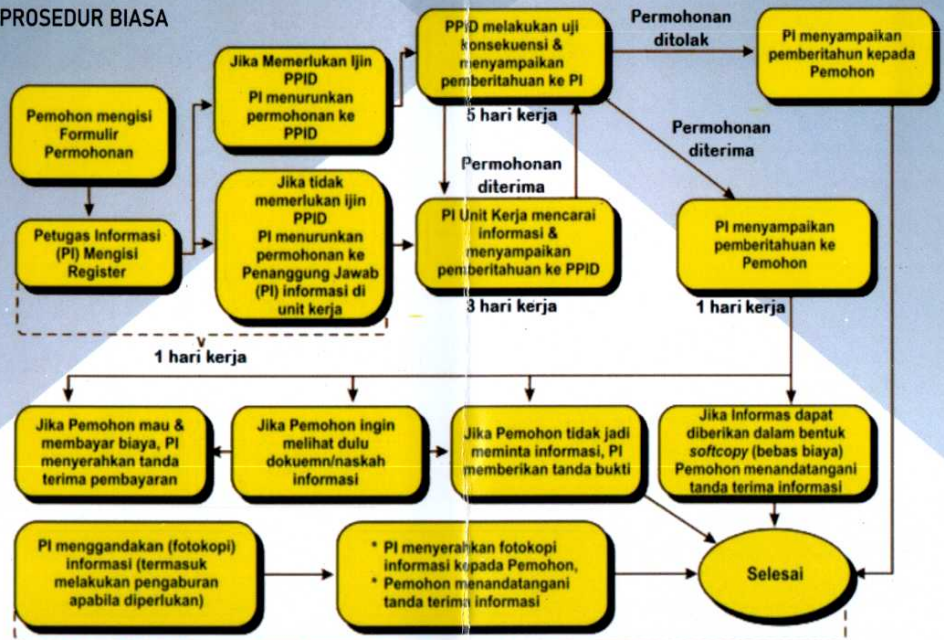 PROSEDUR BIASA
Pemohon mengisi
Formulir
Permohonan
Petugas Informasi
(PI) Mengisi
Register
Jika Memerlukan Ijin
PPID
PI menurunkan
permohonan ke
PPID
Jika tidak
memerlukan ijin
PPID
PI menurunkan
permohonan ke
Penanggung Jawab
(PI) informasi di
unit kerja
1 hari kerja
PPID melakukan uji
konsekuensi &
menyampaikan
pemberitahuan ke PI
5 hari kerja
Permohonan
diterima
PI Unit Kerja mencarai
informasi &
menyampaikan
pemberitahuan ke PPID
3 hari kerja
Permohonan
ditolak
PI menyampaikan
pemberitahun kepada
Pemohon
Permohonan
diterima
PI menyampaikan
pemberitahuan ke
Pemohon
1 hari kerja
Jika Pemohon mau &
membayar biaya, PI
menyerahkan tanda
terima pembayaran
Jika Pemohon ingin
melihat dulu
dokuemn/naskah
informasi
Jika Pemohon tidak jadi
meminta informasi, PI
memberikan tanda bukti
Jika Informas dapat
diberikan dalam bentuk
softcopy (bebas biaya)
Pemohon menandatangani
tanda terima informasi
PI menggandakan (fotokopi)
informasi (termasuk
melakukan pengaburan
apabila diperlukan)
* PI menyerahkan fotokopi
informasi kepada Pemohon,
* Pemohon menandatangani
tanda terima informasi
Selesai